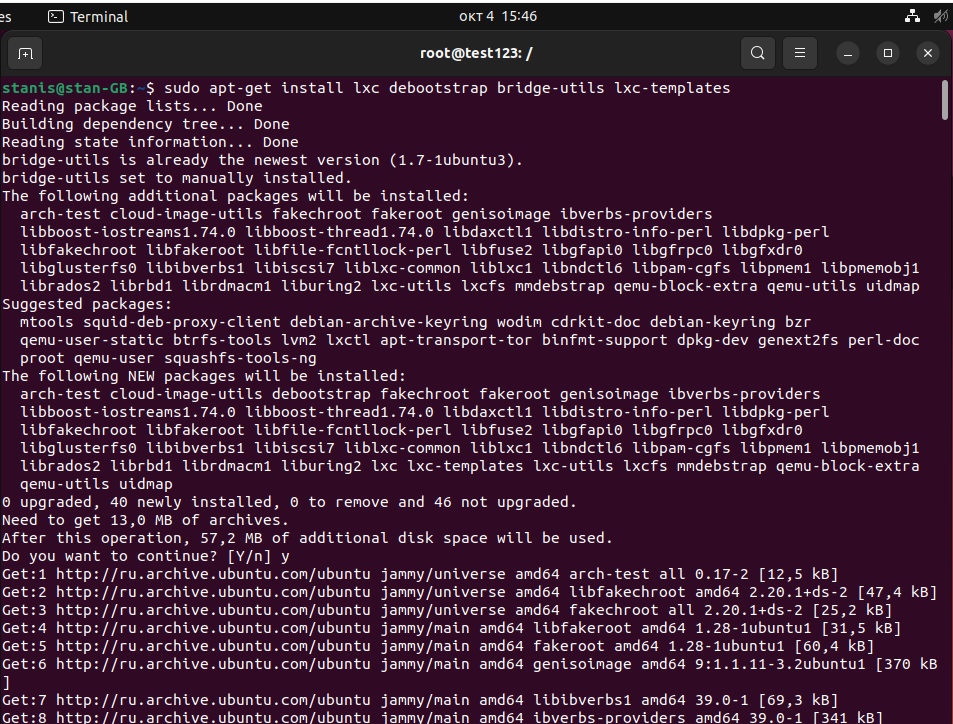 es Terminal окт 4 15:46
root@test123: /
stanis@stan-GB:~$ sudo apt-get install lxc debootstrap bridge-utils lxc-templates
Reading package lists... Done
Building dependency tree... Done
Reading state information... Done
bridge-utils is already the newest version (1.7-1ubuntu3).
bridge-utils set to manually installed.
The following additional packages will be installed:
  arch-test cloud-image-utils fakechroot fakeroot genisoimage ibverbs-providers
  libboost-iostreams1.74.0 libboost-thread1.74.0 libdaxctl1 libdistro-info-perl libdpkg-perl
  libfakechroot libfakeroot libfile-fcntllock-perl libfuse2 libgfapi0 libgfrpc0 libgfxdr0
  libglusterfs0 libibverbs1 libiscsi7 liblxc-common liblxc1 libndctl6 libpam-cgfs libpmem1 libpmemobj1
  librados2 librbd1 librdmacm1 liburing2 lxc-utils lxcfs mmdebstrap qemu-block-extra qemu-utils uidmap
Suggested packages:
  mtools squid-deb-proxy-client debian-archive-keyring wodim cdrkit-doc debian-keyring bzr
  qemu-user-static btrfs-tools lvm2 lxctl apt-transport-tor binfmt-support dpkg-dev genext2fs perl-doc
  proot qemu-user squashfs-tools-ng
The following NEW packages will be installed:
  arch-test cloud-image-utils debootstrap fakechroot fakeroot genisoimage ibverbs-providers
  libboost-iostreams1.74.0 libboost-thread1.74.0 libdaxctl1 libdistro-info-perl libdpkg-perl
  libfakechroot libfakeroot libfile-fcntllock-perl libfuse2 libgfapi0 libgfrpc0 libgfxdr0
  libglusterfs0 libibverbs1 libiscsi7 liblxc-common liblxc1 libndctl6 libpam-cgfs libpmem1 libpmemobj1
  librados2 librbd1 librdmacm1 liburing2 lxc lxc-templates lxc-utils lxcfs mmdebstrap qemu-block-extra
  qemu-utils uidmap
0 upgraded, 40 newly installed, 0 to remove and 46 not upgraded.
Need to get 13,0 MB of archives.
After this operation, 57,2 MB of additional disk space will be used.
Do you want to continue? [Y/n] y
Get:1 http://ru.archive.ubuntu.com/ubuntu jammy/universe amd64 arch-test all 0.17-2 [12,5 kB]
Get:2 http://ru.archive.ubuntu.com/ubuntu jammy/universe amd64 libfakechroot amd64 2.20.1+ds-2 [47,4 kB]
Get:3 http://ru.archive.ubuntu.com/ubuntu jammy/universe amd64 fakechroot all 2.20.1+ds-2 [25,2 kB]
Get:4 http://ru.archive.ubuntu.com/ubuntu jammy/main amd64 libfakeroot amd64 1.28-1ubuntu1 [31,5 kB]
Get:5 http://ru.archive.ubuntu.com/ubuntu jammy/main amd64 fakeroot amd64 1.28-1ubuntu1 [60,4 kB]
Get:6 http://ru.archive.ubuntu.com/ubuntu jammy/main amd64 genisoimage amd64 9:1.1.11-3.2ubuntu1 [370 kB
]
Get:7 http://ru.archive.ubuntu.com/ubuntu jammy/main amd64 libibverbs1 amd64 39.0-1 [69,3 kB]
Get:8 http://ru.archive.ubuntu.com/ubuntu jammy/main amd64 ibverbs-providers amd64 39.0-1 [341 kB]